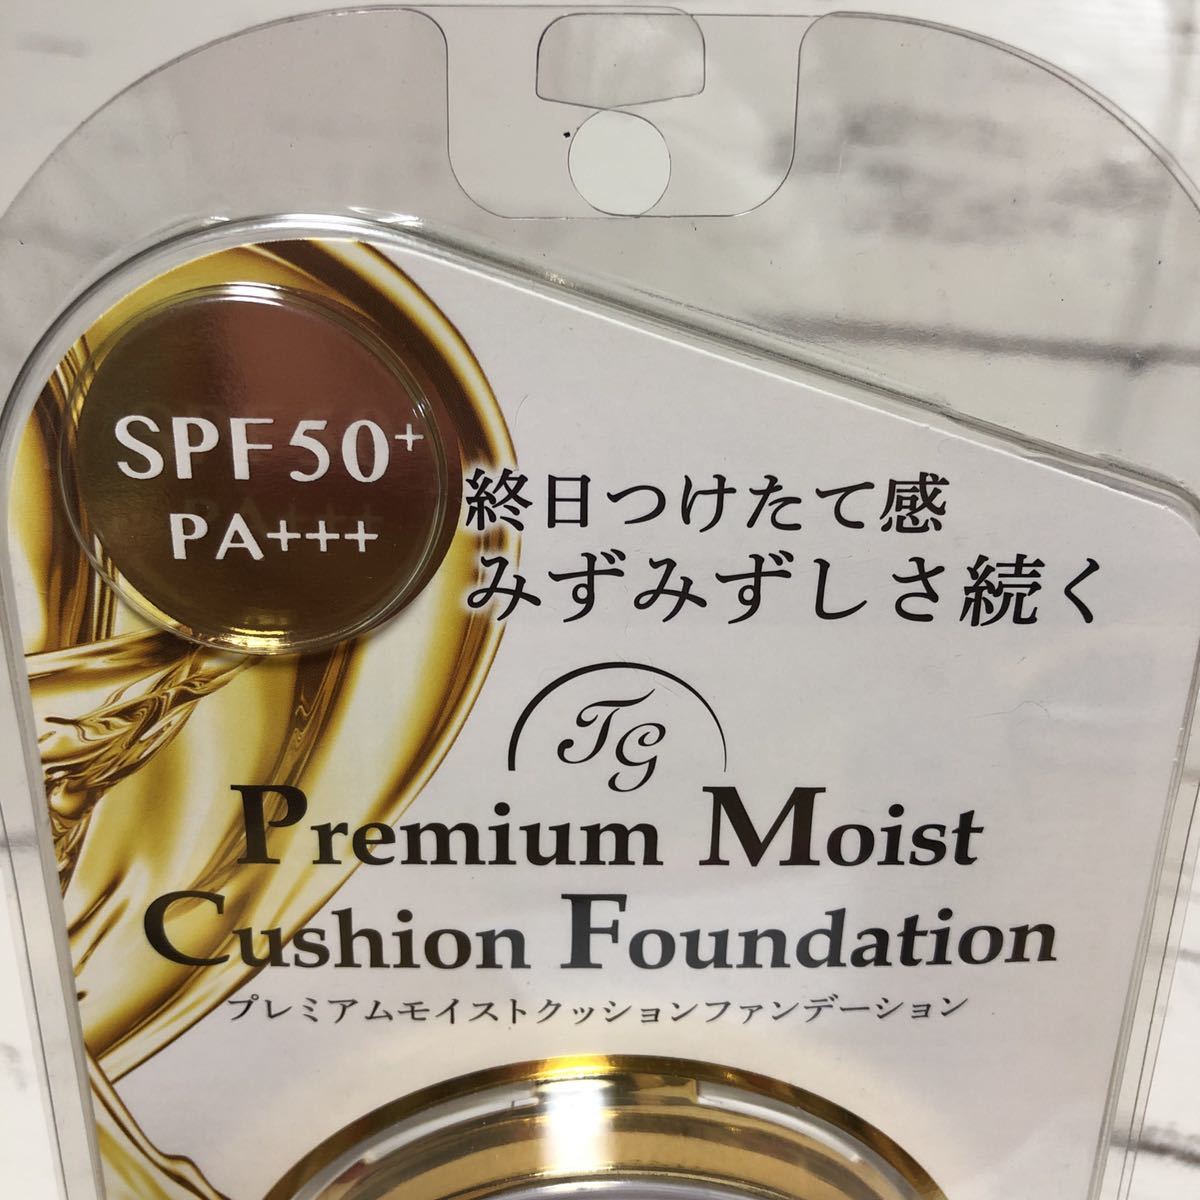 SPF50+
PA+++
終日つけたて感
みずみずしさ続く
TG
Premium Moist
Cushion Foundation
プレミアムモイストクッションファンデーション